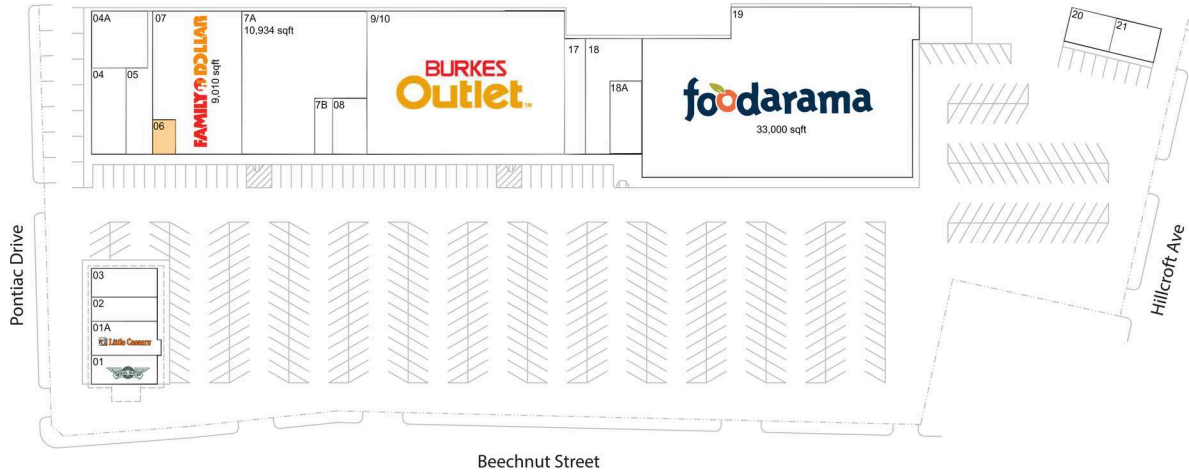 04A
07
7A
10,934 sqft
9/10
19
20
21
FAMILY DOLLAR
9,010 sqft
BURKES
Outlet
TM
17
18
04
05
18A
foodarama
33,000 sqft
7B
08
06
Pontiac Drive
Hillcroft Ave
03
02
01A
Little Caesars
01
Beechnut Street